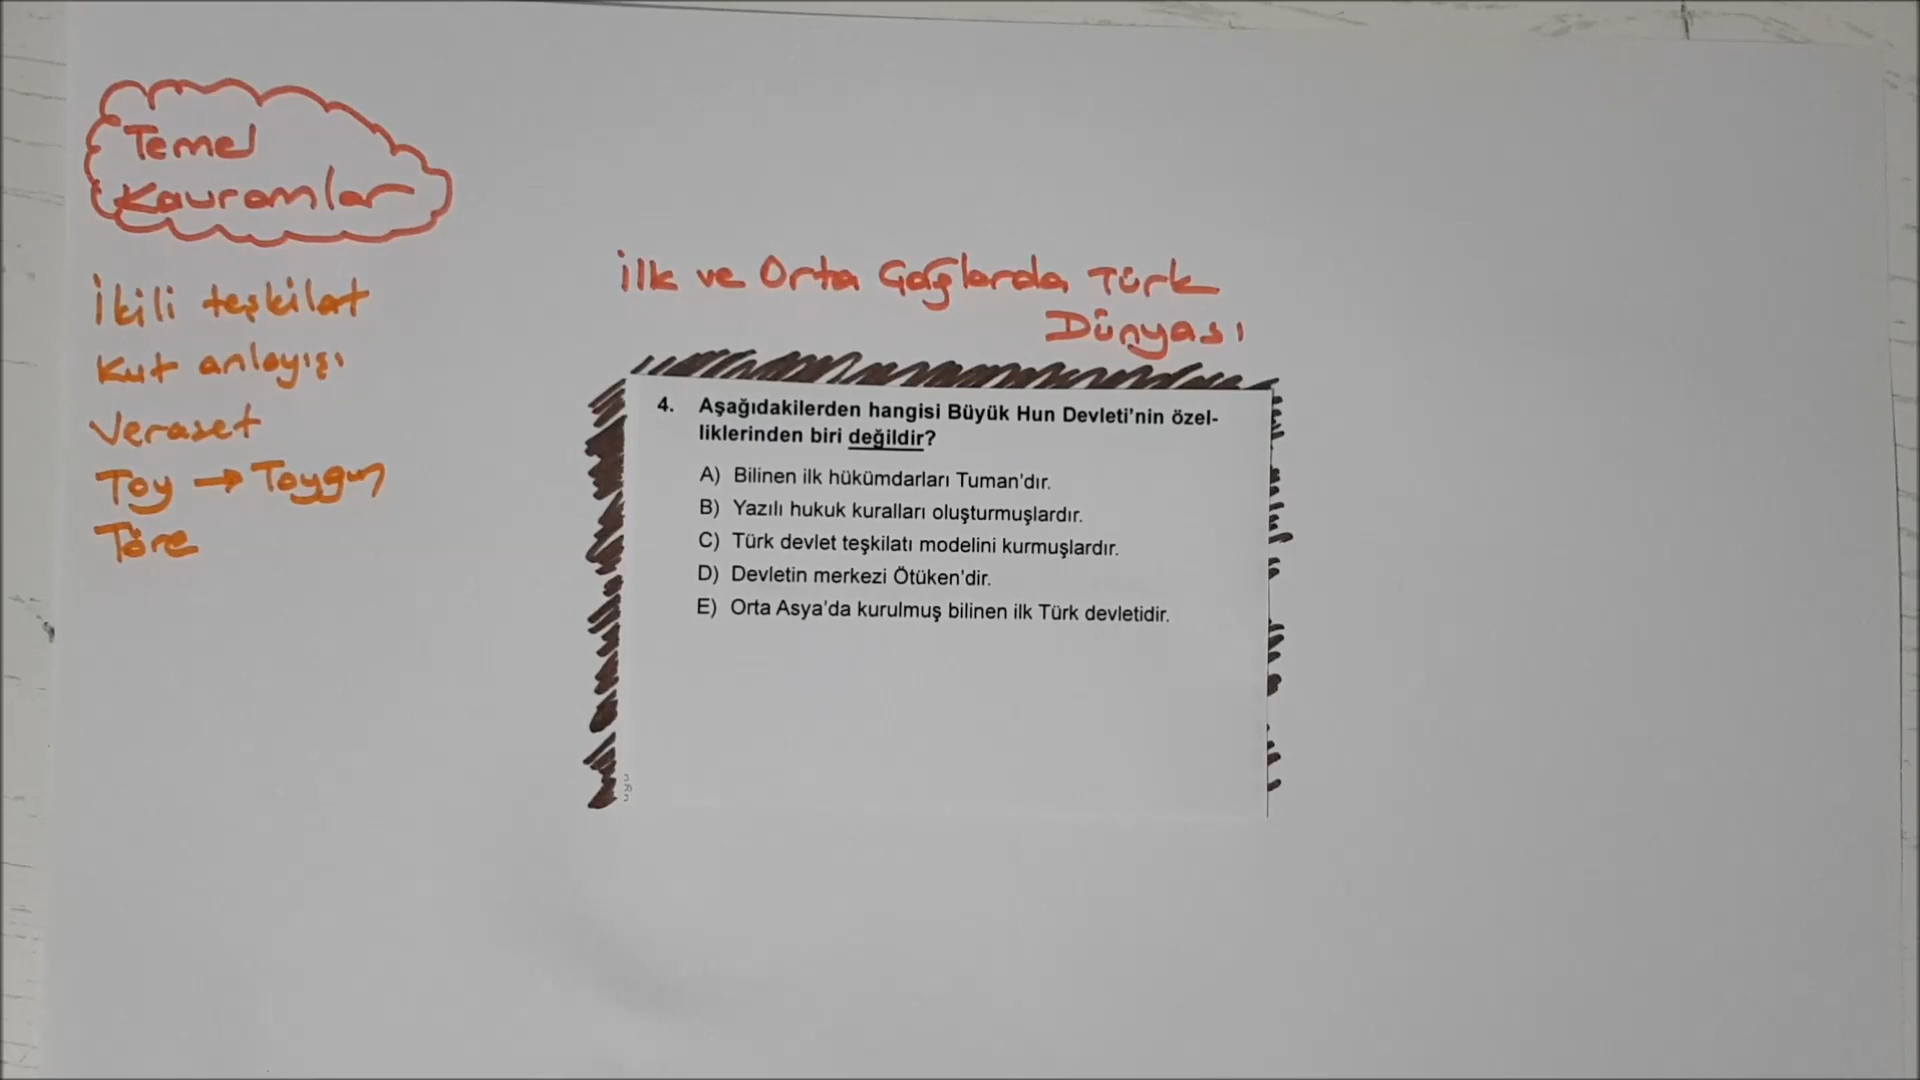 Temel
Kavramlar
İkili teşkilat
Kut anlayışı
Veraset
Toy → Toygun
Töre
İlk ve Orta Çağlarda Türk
Dünyası
4. Aşağıdakilerden hangisi Büyük Hun Devleti'nin özel-
liklerinden biri değildir?
A) Bilinen ilk hükümdarları Tuman'dır.
B) Yazılı hukuk kuralları oluşturmuşlardır.
C) Türk devlet teşkilatı modelini kurmuşlardır.
D) Devletin merkezi Ötüken'dir.
E) Orta Asya'da kurulmuş bilinen ilk Türk devletidir.